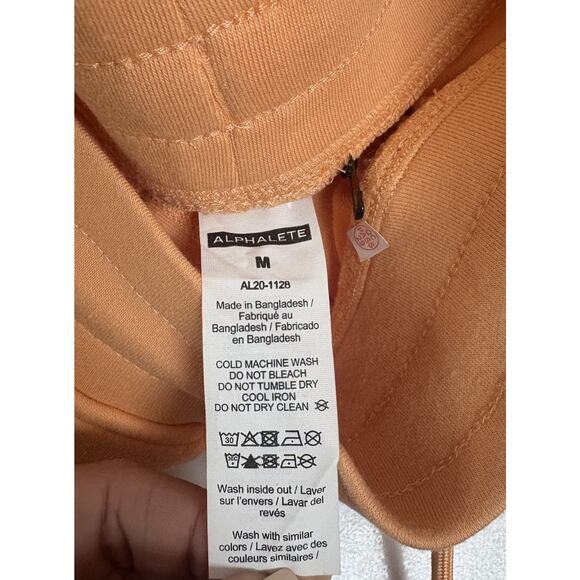 ALPHALETE
M
AL20-1128
Made in Bangladesh /
Fabriqué au
Bangladesh / Fabricado
en Bangladesh
COLD MACHINE WASH
DO NOT BLEACH
DO NOT TUMBLE DRY
COOL IRON
DO NOT DRY CLEAN
30
Wash inside out / Laver
sur l'envers / Lavar del
revés
Wash with similar
colors / Lavez avec des
couleurs similaires /